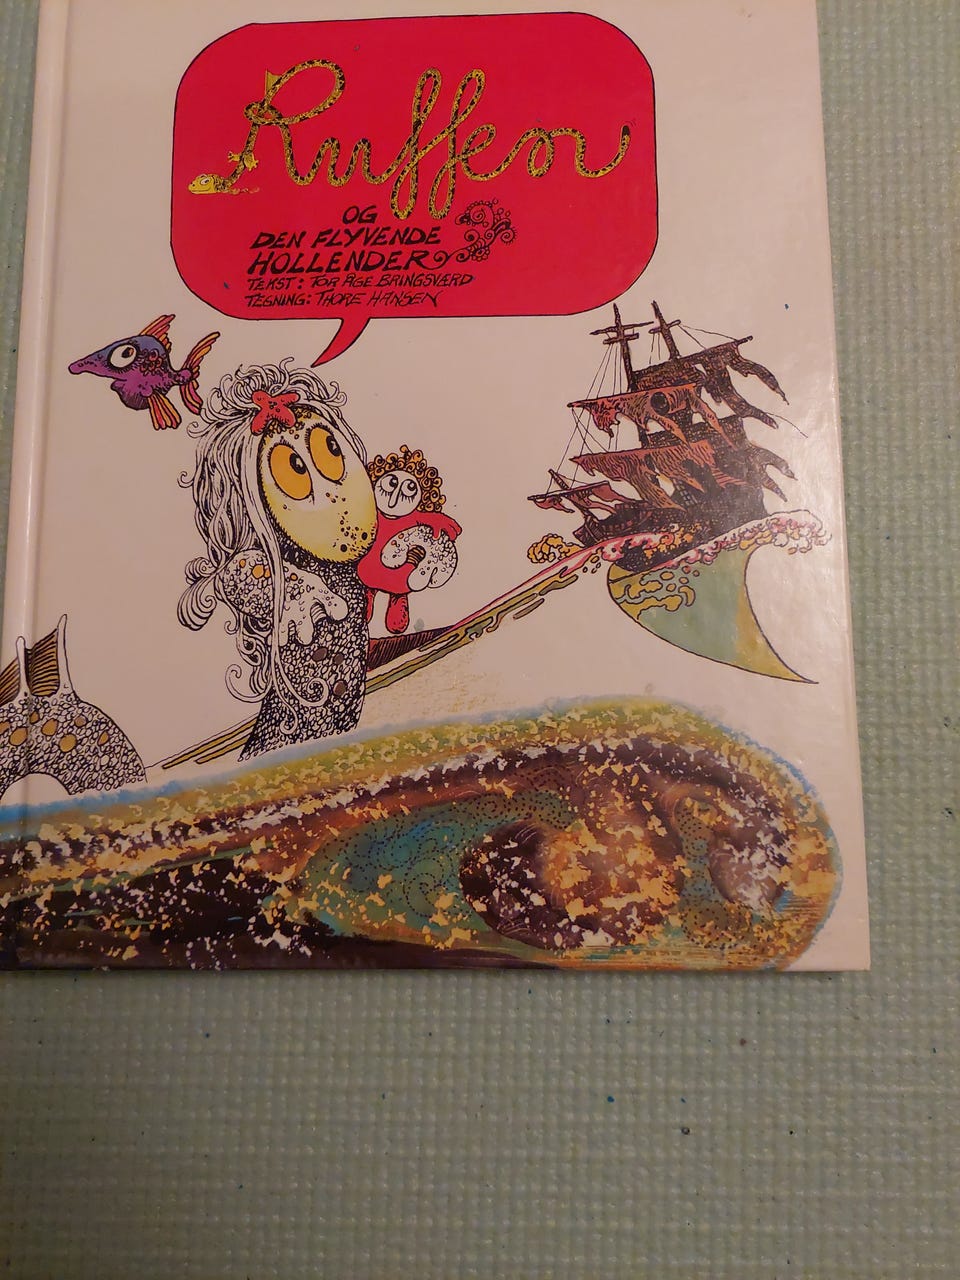 Ruffen
OG
DEN FLYVENDE
HOLLENDER
TEKST: TOR ÅGE BRINGSVÆRD
TEGNING: THORE HANSEN